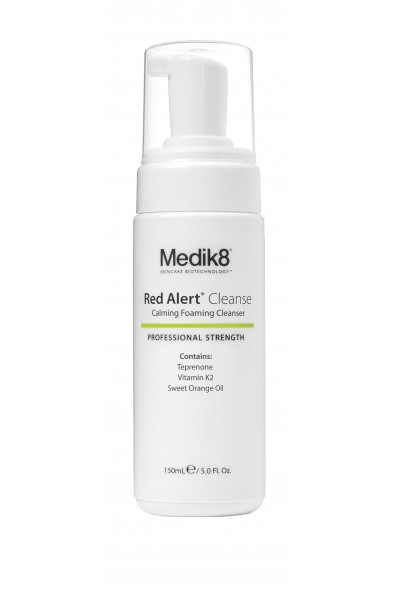 Medik8®
SKINCARE BIOTECHNOLOGY™
Red Alert® Cleanse
Calming Foaming Cleanser
PROFESSIONAL STRENGTH
Contains:
Teprenone
Vitamin K2
Sweet Orange Oil
150mL ℮/ 5.0 Fl. Oz.